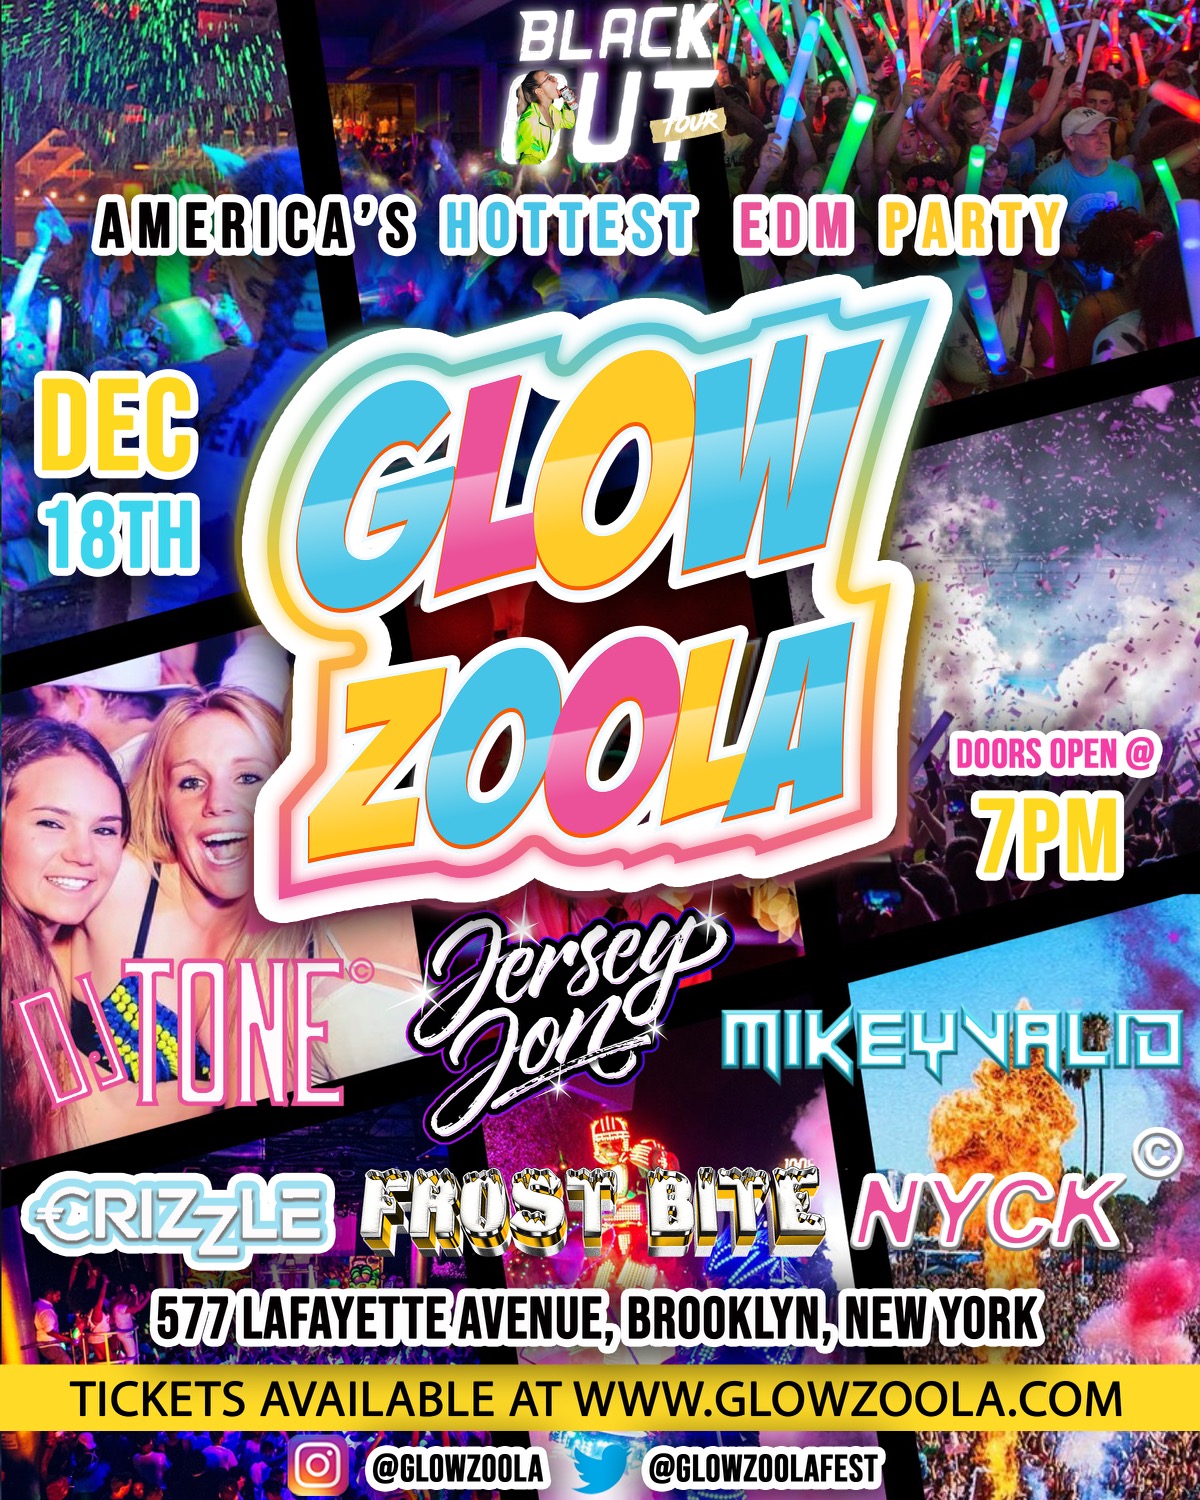 BLACK
OUT
TOUR
AMERICA'S HOTTEST EDM PARTY
GLOW
ZOOLA
DEC
18TH
DOORS OPEN @
7PM
DJ TONE©
Jersey
Jon
MIKEYVALID
€RIZZLE
FROST BITE
NYCK©
577 LAFAYETTE AVENUE, BROOKLYN, NEW YORK
TICKETS AVAILABLE AT WWW.GLOWZOOLA.COM
@GLOWZOOLA
@GLOWZOOLAFEST